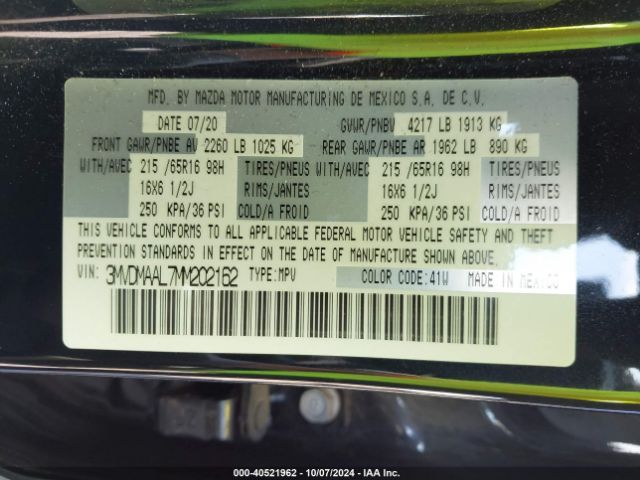 MFD. BY MAZDA MOTOR MANUFACTURING DE MEXICO S.A. DE C.V.
DATE 07/20 GVWR/PNBV 4217 LB 1913 KG
FRONT GAWR/PNBE AV 2260 LB 1025 KG REAR GAWR/PNBE AR 1962 LB 890 KG
WITH/AVEC 215 /65R16 98H TIRES/PNEUS WITH/AVEC 215 /65R16 98H TIRES/PNEUS
16X6 1/2J RIMS/JANTES 16X6 1/2J RIMS/JANTES
250 KPA/36 PSI COLD/A FROID 250 KPA/36 PSI COLD/A FROID
THIS VEHICLE CONFORMS TO ALL APPLICABLE FEDERAL MOTOR VEHICLE SAFETY AND THEFT
PREVENTION STANDARDS IN EFFECT ON THE DATE OF MANUFACTURE SHOWN ABOVE.
VIN: 3MVDMAAL7MM202162 TYPE:MPV COLOR CODE:41W MADE IN MEXICO
000-40521962 - 10/07/2024 - IAA Inc.